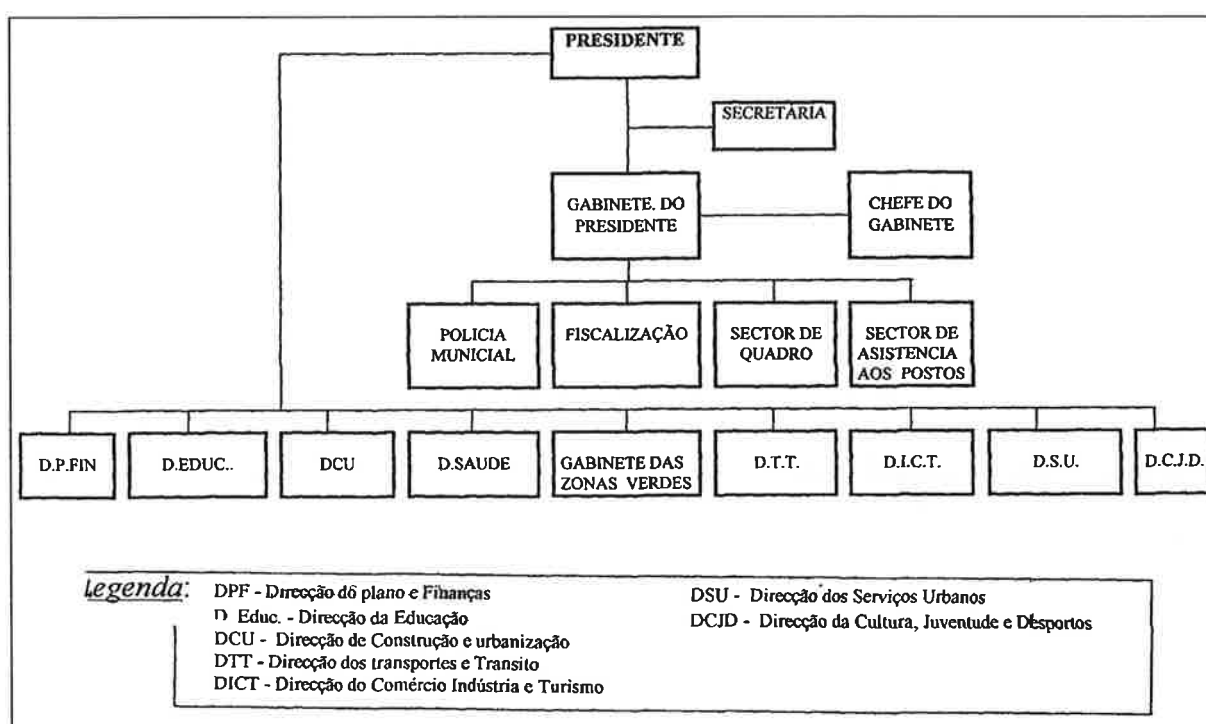 PRESIDENTE
SECRETÁRIA
GABINETE. DO
PRESIDENTE
CHEFE DO
GABINETE
POLICIA
MUNICIAL
FISCALIZAÇÃO
SECTOR DE
QUADRO
SECTOR DE
ASISTENCIA
AOS POSTOS
D.P.FIN
D.EDUC..
DCU
D.SAUDE
GABINETE DAS
ZONAS VERDES
D.T.T.
D.I.C.T.
D.S.U.
D.C.J.D.
Legenda:
DPF - Direcção dô plano e Finanças
D Educ. - Direcção da Educação
DCU - Direcção de Construção e urbanização
DTT - Direcção dos transportes e Transito
DICT - Direcção do Comércio Indústria e Turismo
DSU - Direcção dos Serviços Urbanos
DCJD - Direcção da Cultura, Juventude e Desportos